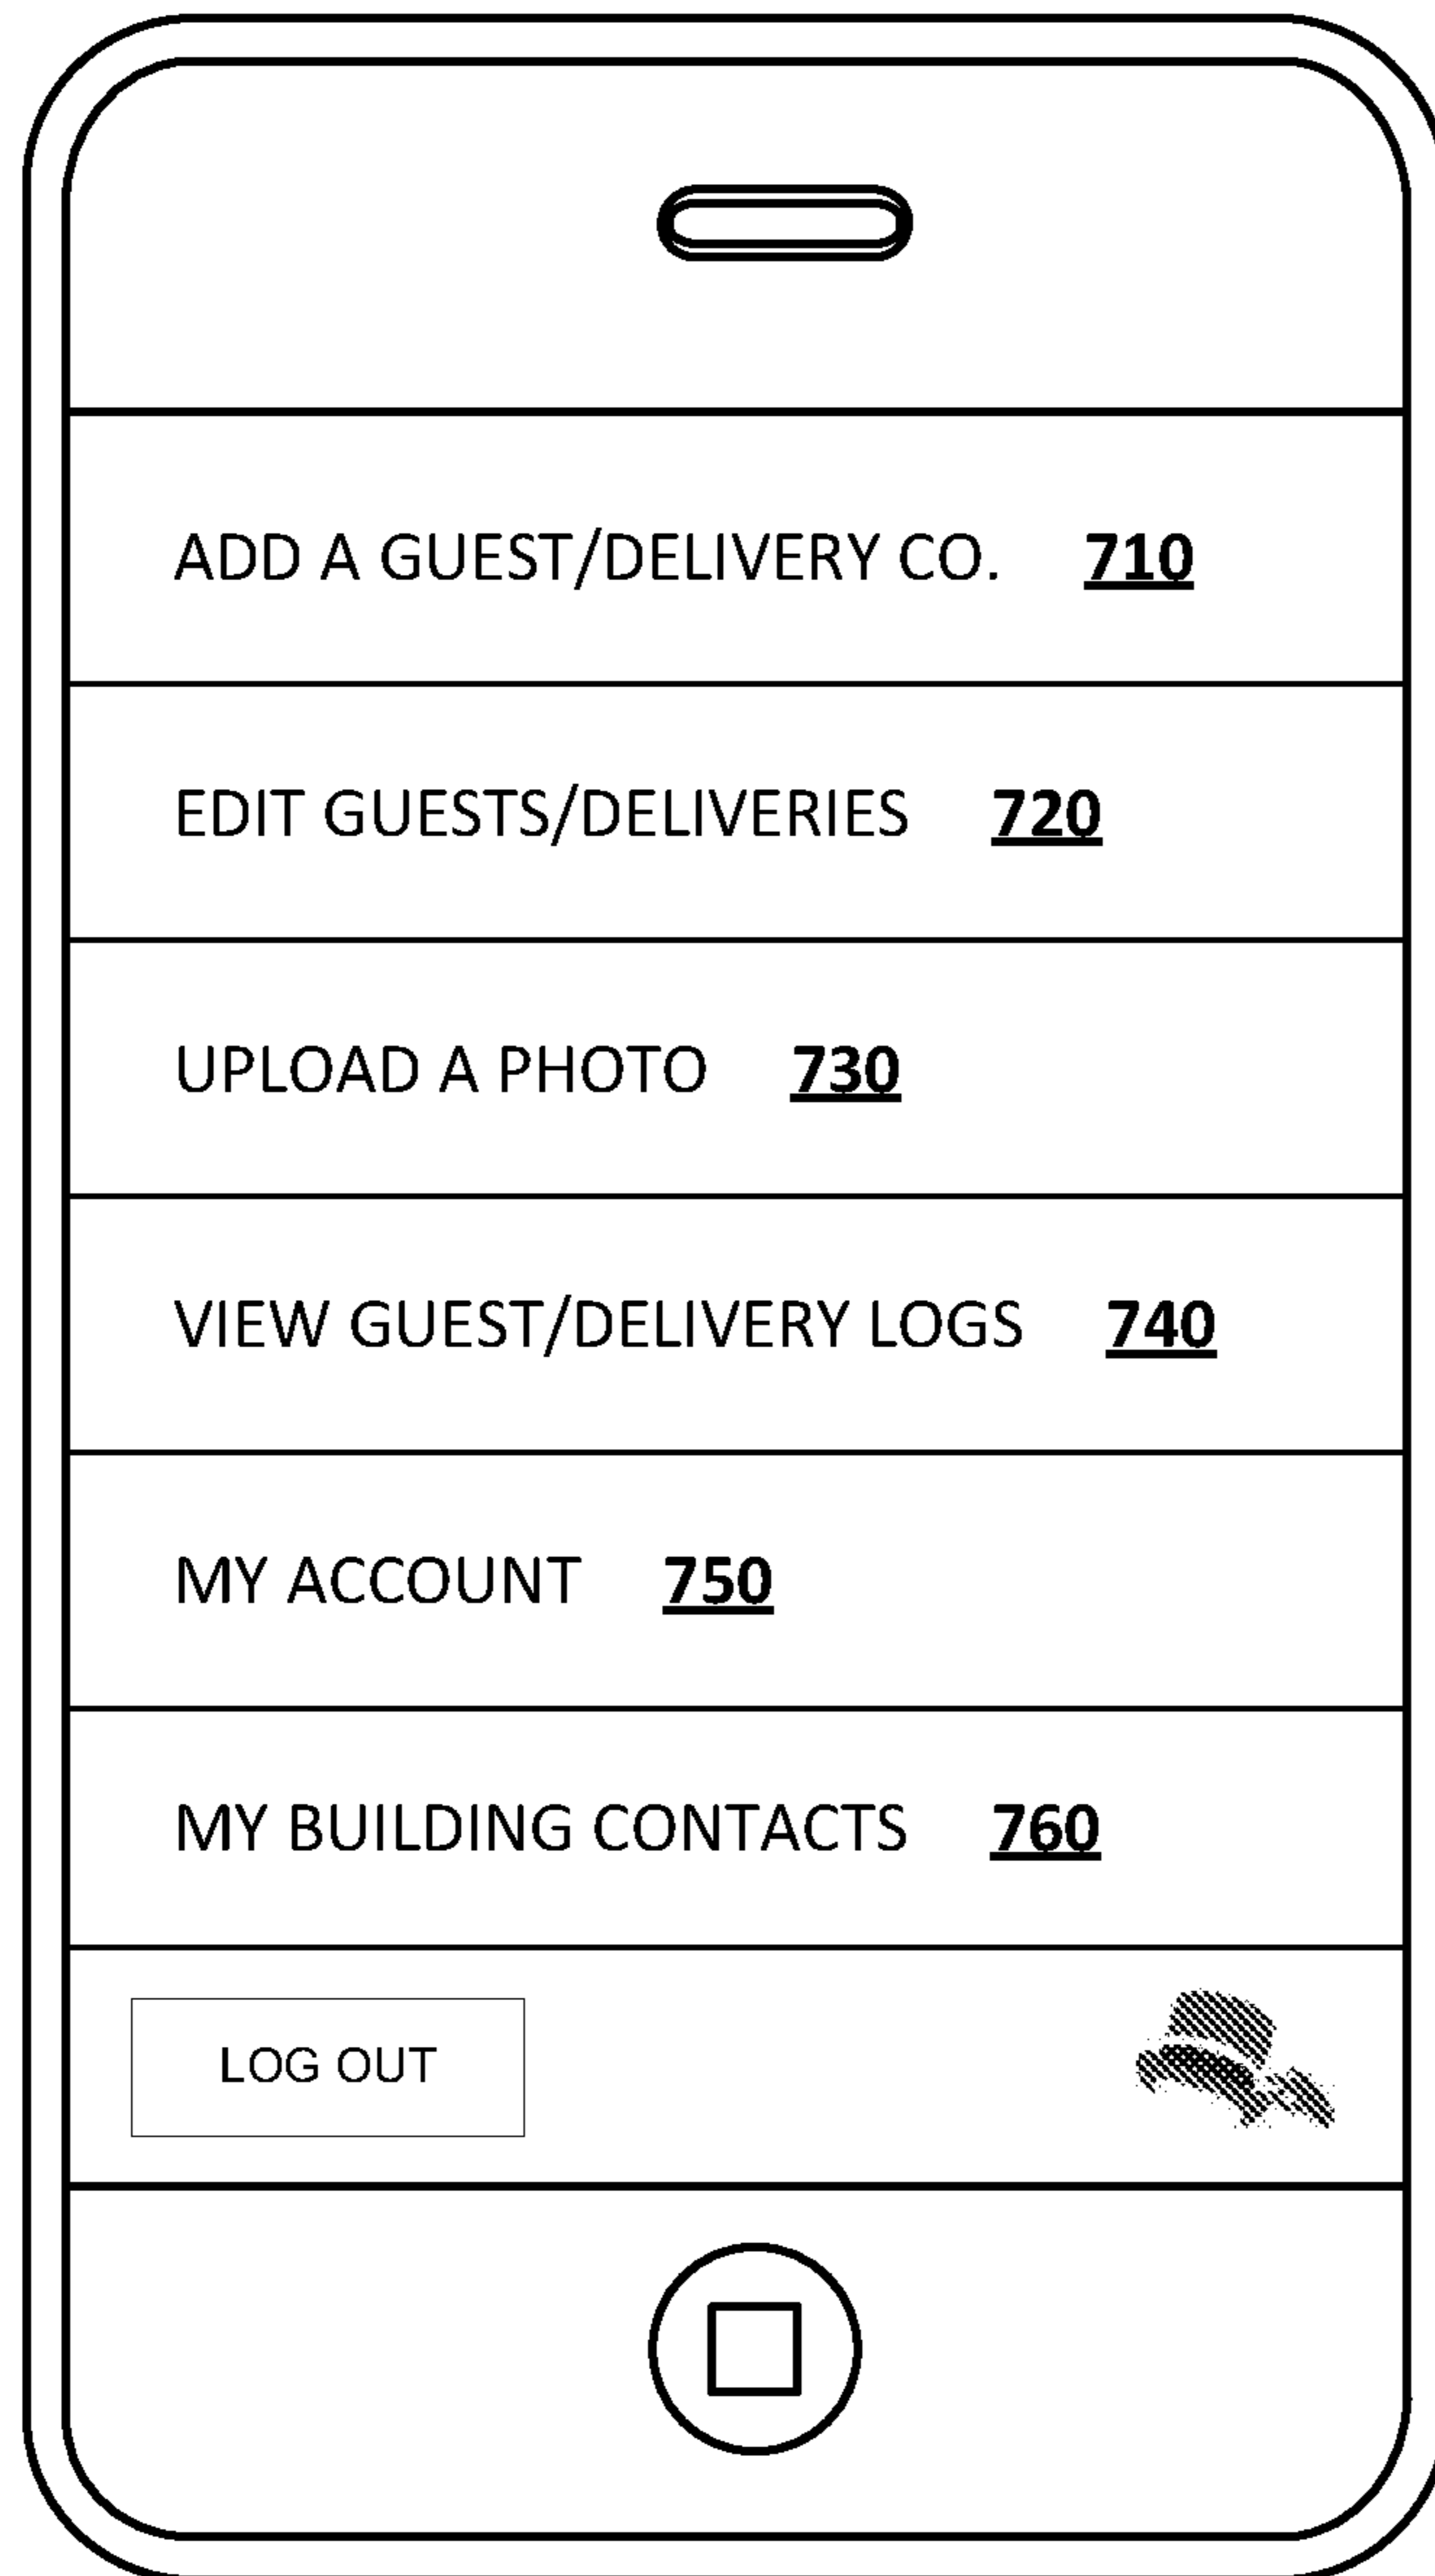 ADD A GUEST/DELIVERY CO. 710
EDIT GUESTS/DELIVERIES 720
UPLOAD A PHOTO 730
VIEW GUEST/DELIVERY LOGS 740
MY ACCOUNT 750
MY BUILDING CONTACTS 760
LOG OUT